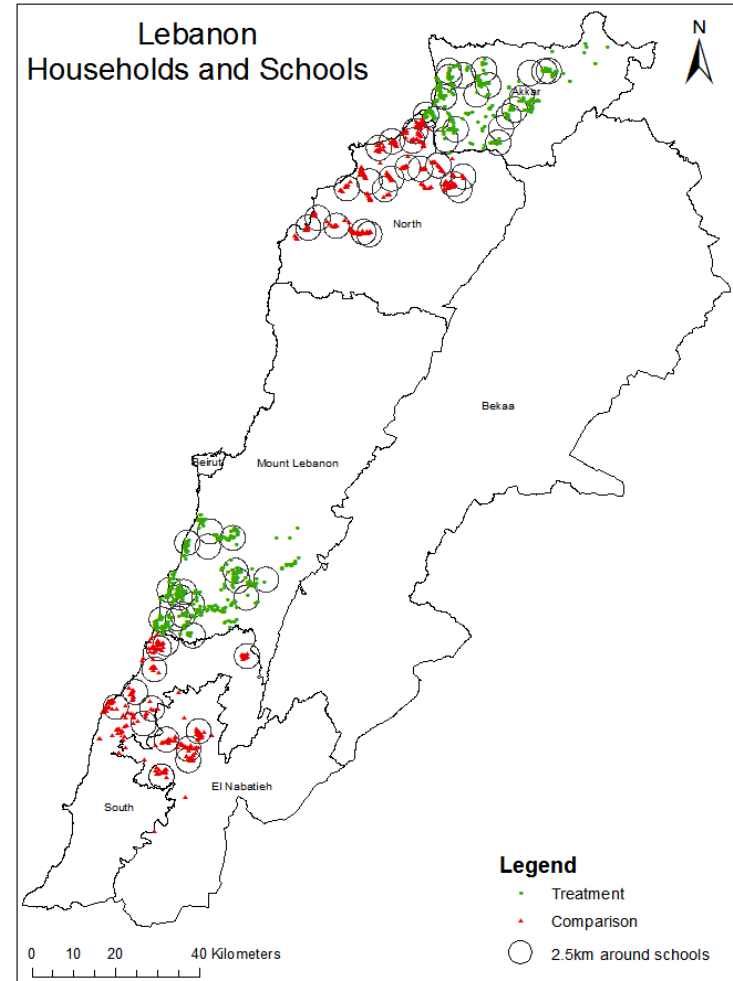 Lebanon
Households and Schools
N
Akkar
North
Bekaa
Beirut
Mount Lebanon
El Nabatieh
South
Legend
Treatment
Comparison
2.5km around schools
0 10 20 40 Kilometers